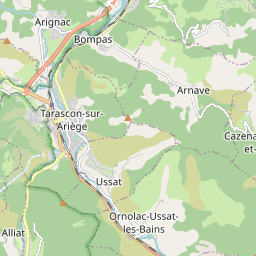 Arignac
Bompas
Arnave
Tarascon-sur-
Ariège
Cazena
et-
Ussat
Ornolac-Ussat-
les-Bains
Alliat